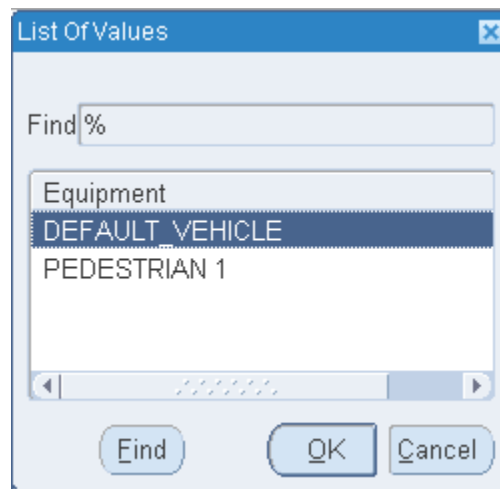 List Of Values
Find %
Equipment
DEFAULT_VEHICLE
PEDESTRIAN 1
Find OK Cancel